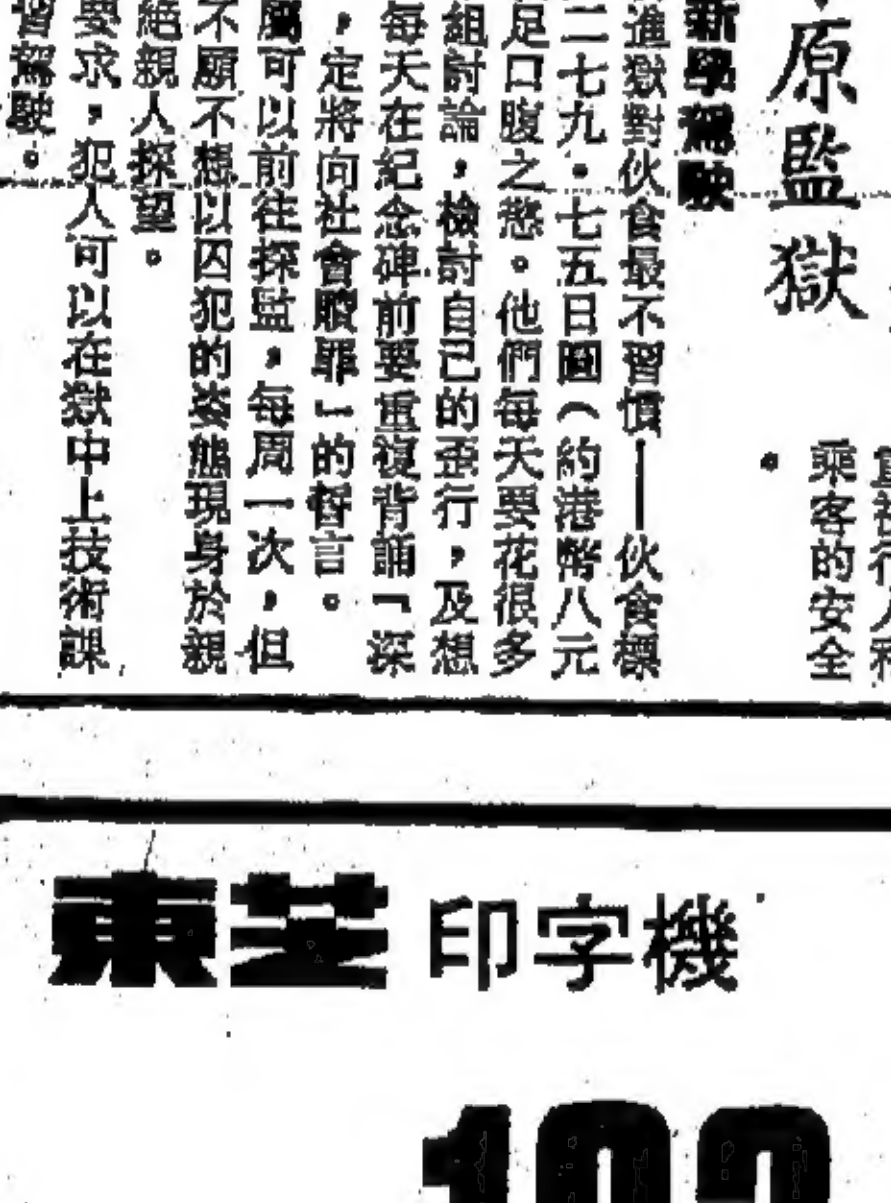 為被行人和
乘客的安全
。
原監獄
新學駕駛
進獄對伙食最不習慣——伙食標
二七九．七五日圓（約港幣八元
足口腹之慾。他們每天要花很多
組討論，檢討自己的歪行，及想
每天在紀念碑前要重復背誦「深
，定將向社會贖罪」的誓言。
屬可以前往探監，每周一次，但
不願不想以囚犯的姿態現身於親
絕親人探望。
要求，犯人可以在獄中上技術課
習駕駛。
東芝 印字機
100